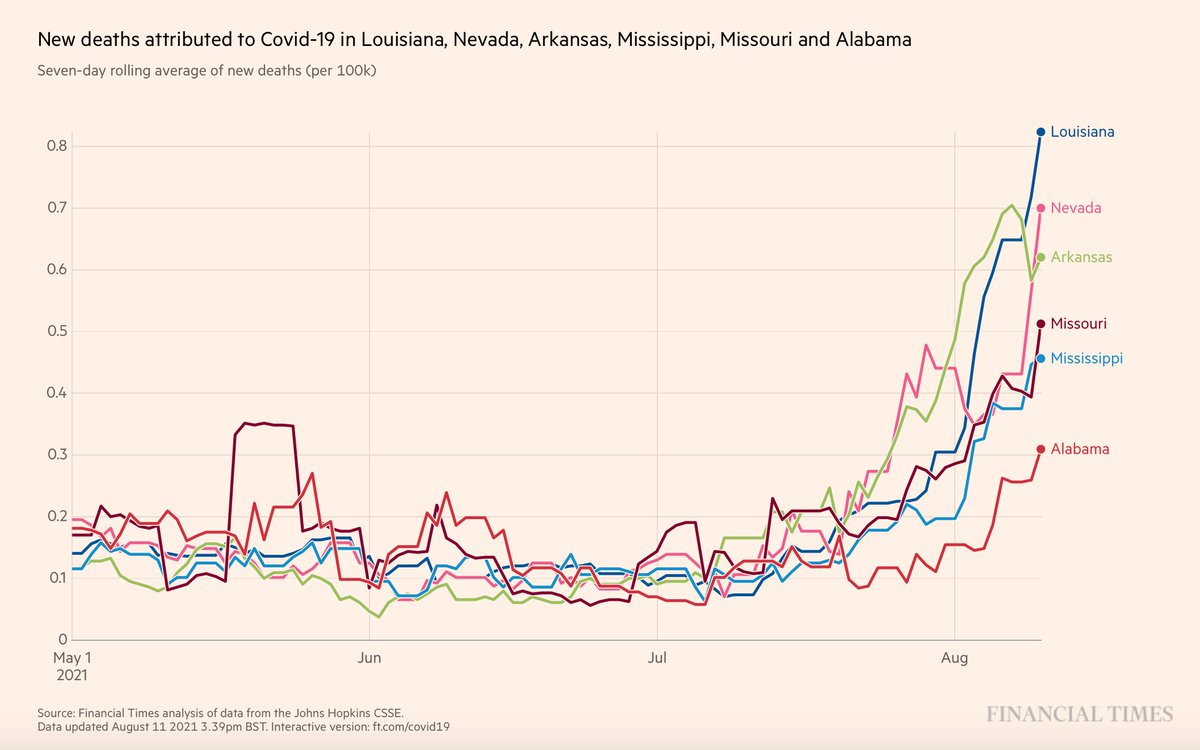 New deaths attributed to Covid-19 in Louisiana, Nevada, Arkansas, Mississippi, Missouri and Alabama
Seven-day rolling average of new deaths (per 100k)
Louisiana
0.8
0.7
Nevada
Arkansas
0.6
0.5
Missouri
Mississippi
0.4
0.3
Alabama
0.2
0.1
0
May 1
2021
Jun
Jul
Aug
Source: Financial Times analysis of data from the Johns Hopkins CSSE.
Data updated August 11 2021 3.39pm BST. Interactive version: ft.com/covid19
FINANCIAL TIMES